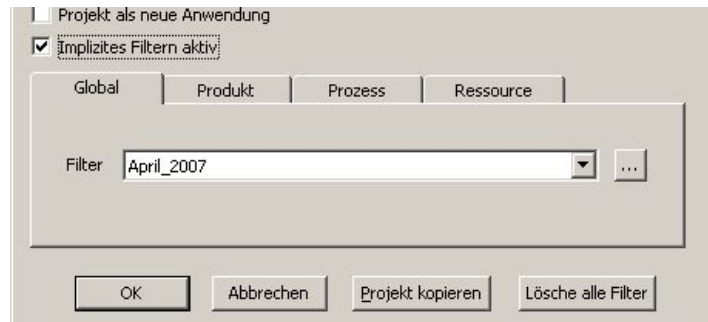 Projekt als neue Anwendung
Implizites Filtern aktiv
Global Produkt Prozess Ressource
Filter April_2007 ...
OK Abbrechen Projekt kopieren Lösche alle Filter